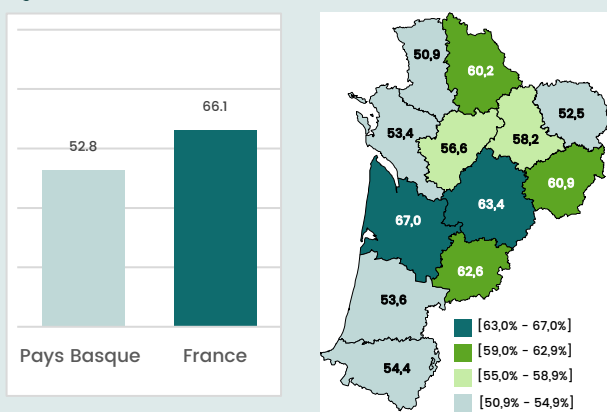 66.1
52.8
Pays Basque
France
50,9
60,2
52,5
53,4
58,2
56,6
60,9
63,4
67,0
62,6
53,6
54,4
[63,0% - 67,0%]
[59,0% - 62,9%]
[55,0% - 58,9%]
[50,9% - 54,9%]